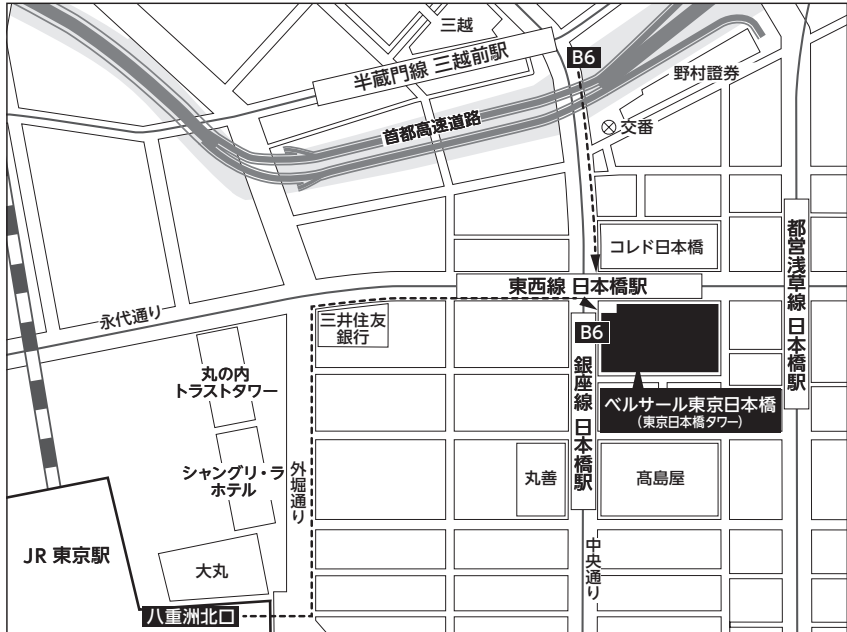 三越
B6
半蔵門線 三越前駅
野村證券
首都高速道路
交番
コレド日本橋
都営浅草線 日本橋駅
東西線 日本橋駅
永代通り
三井住友
銀行
B6
銀座線 日本橋駅
丸の内
トラストタワー
ベルサール東京日本橋
(東京日本橋タワー)
シャングリ・ラ
ホテル
外堀通り
丸善
髙島屋
JR 東京駅
大丸
中央通り
八重洲北口